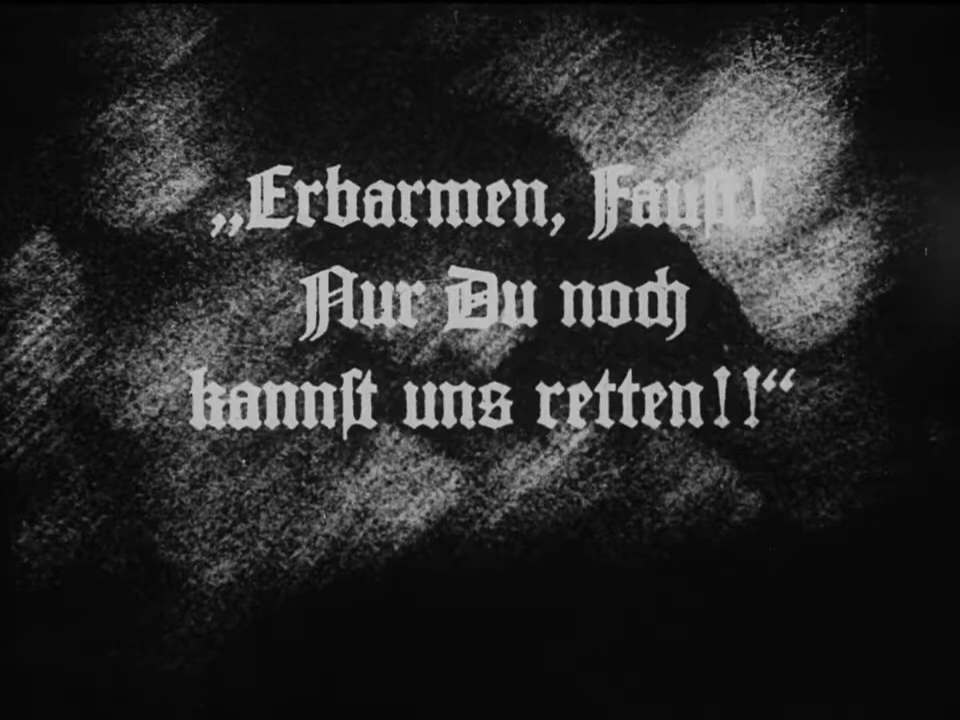 „Erbarmen, Fauſt!
Nur Du noch
kannſt uns retten!!“